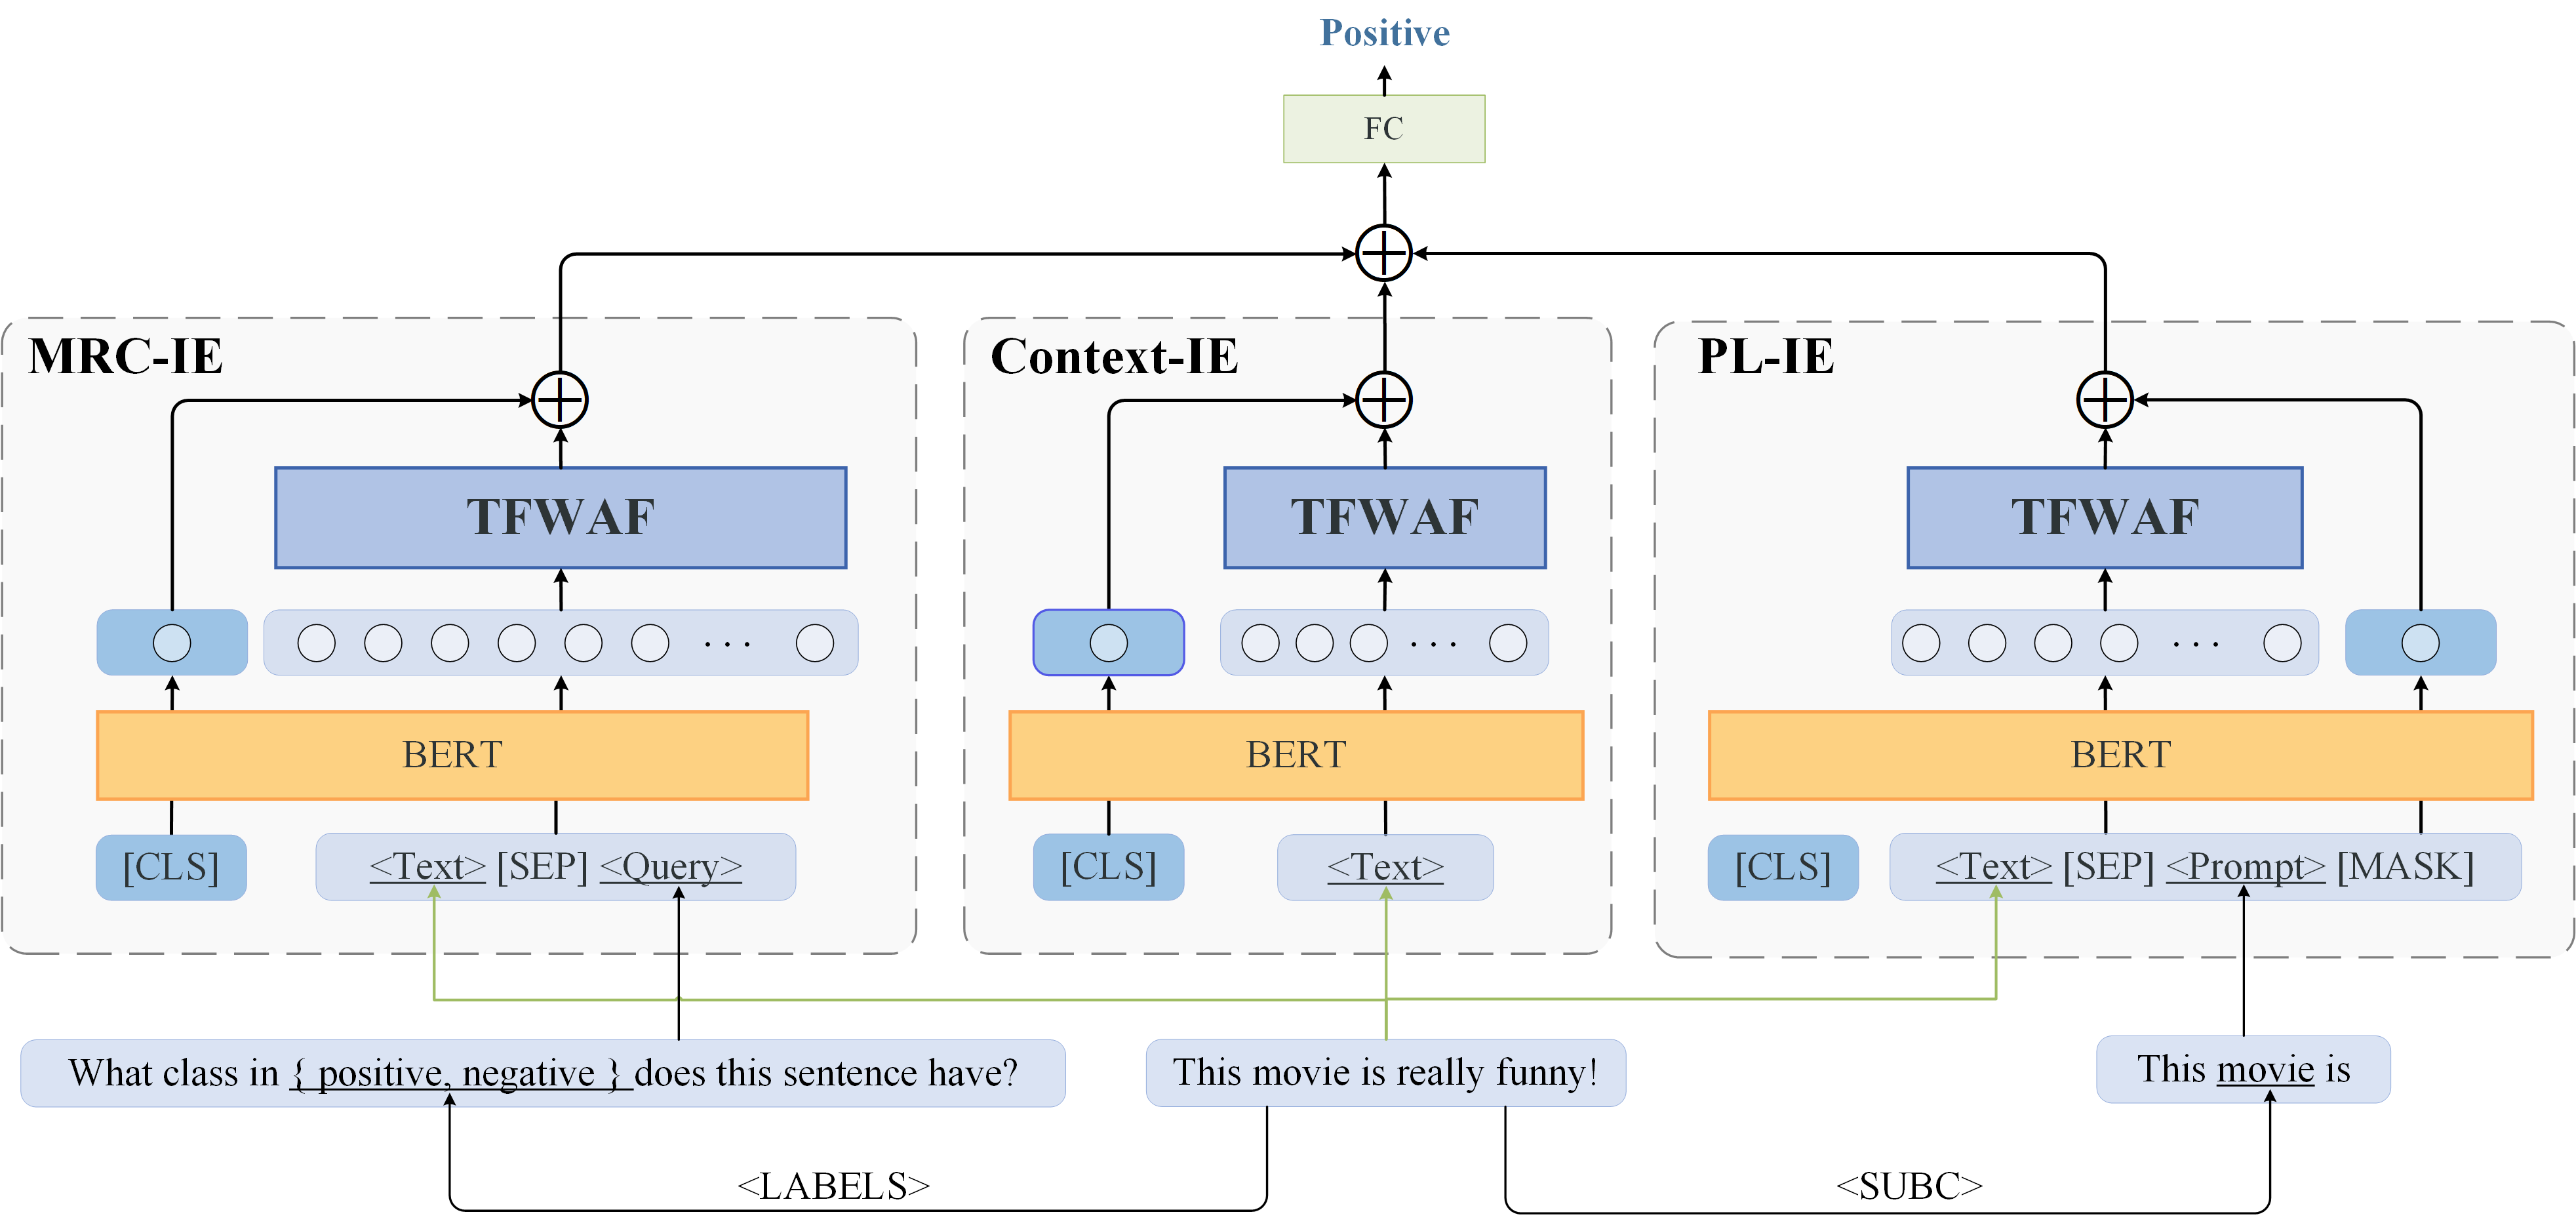 Positive
FC
MRC-IE
Context-IE
PL-IE
TFWAF
TFWAF
TFWAF
BERT
BERT
BERT
[CLS]
<Text> [SEP] <Query>
[CLS]
<Text>
[CLS]
<Text> [SEP] <Prompt> [MASK]
What class in { positive, negative } does this sentence have?
This movie is really funny!
This movie is
<LABELS>
<SUBC>